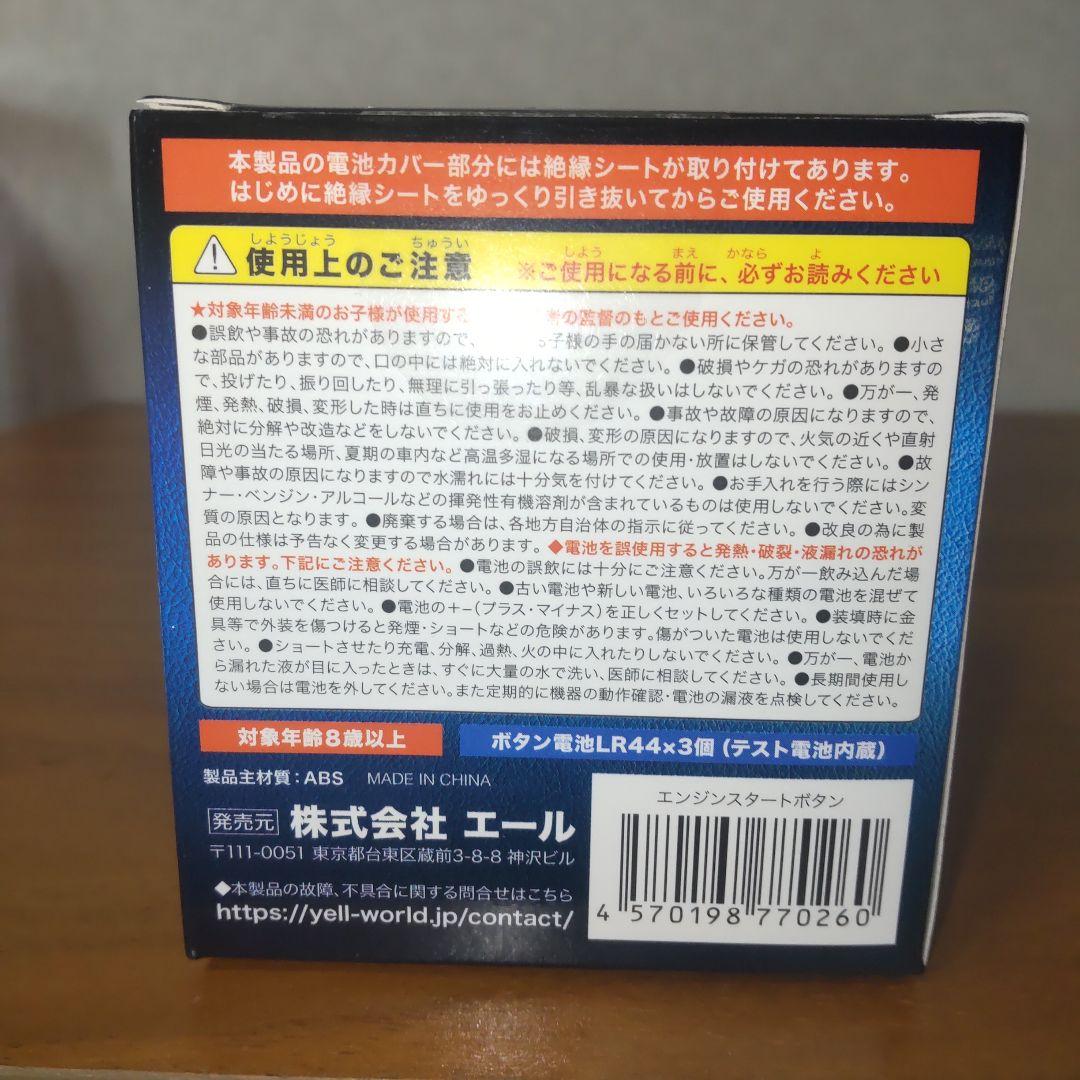 本製品の電池カバー部分には絶縁シートが取り付けてあります。
はじめに絶縁シートをゆっくり引き抜いてからご使用ください。
しようじょう ちゅうい
使用上のご注意
しよう まえ かなら よ
※ご使用になる前に、必ずお読みください
★対象年齢未満のお子様が使用する 者の監督のもとご使用ください。
●誤飲や事故の恐れがありますので、 お子様の手の届かない所に保管してください。●小さ
な部品がありますので、口の中には絶対に入れないでください。●破損やケガの恐れがありますの
で、投げたり、振り回したり、無理に引っ張ったり等、乱暴な扱いはしないでください。●万が一、発
煙、発熱、破損、変形した時は直ちに使用をお止めください。●事故や故障の原因になりますので、
絶対に分解や改造などをしないでください。●破損、変形の原因になりますので、火気の近くや直射
日光の当たる場所、夏期の車内など高温多湿になる場所での使用・放置はしないでください。●故
障や事故の原因になりますので水濡れには十分気を付けてください。●お手入れを行う際にはシン
ナー・ベンジン・アルコールなどの揮発性有機溶剤が含まれているものは使用しないでください。変
質の原因となります。●廃棄する場合は、各地方自治体の指示に従ってください。●改良の為に製
品の仕様は予告なく変更する場合があります。◆電池を誤使用すると発熱・破裂・液漏れの恐れが
あります。下記にご注意ください。●電池の誤飲には十分にご注意ください。万が一飲み込んだ場
合には、直ちに医師に相談してください。●古い電池や新しい電池、いろいろな種類の電池を混ぜて
使用しないでください。●電池の+−(プラス・マイナス)を正しくセットしてください。●装填時に金
具等で外装を傷つけると発煙・ショートなどの危険があります。傷がついた電池は使用しないでくだ
さい。●ショートさせたり充電、分解、過熱、火の中に入れたりしないでください。●万が一、電池か
ら漏れた液が目に入ったときは、すぐに大量の水で洗い、医師に相談してください。●長期間使用し
ない場合は電池を外してください。また定期的に機器の動作確認・電池の漏液を点検してください。
対象年齢8歳以上
ボタン電池LR44×3個(テスト電池内蔵)
製品主材質:ABS MADE IN CHINA
発売元 株式会社 エール
〒111-0051 東京都台東区蔵前3-8-8 神沢ビル
◆本製品の故障、不具合に関する問合せはこちら
https://yell-world.jp/contact/
エンジンスタートボタン
4 570198 770260